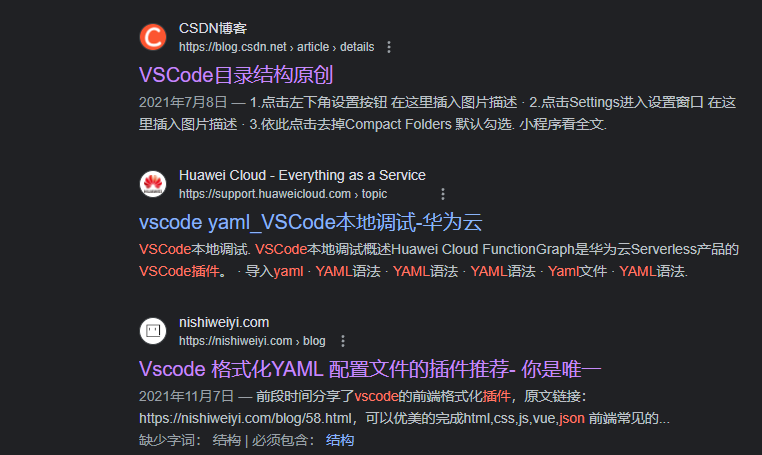 CSDN博客
https://blog.csdn.net › article › details
VSCode目录结构原创
2021年7月8日 — 1.点击左下角设置按钮 在这里插入图片描述 · 2.点击Settings进入设置窗口 在这
里插入图片描述 · 3.依此点击去掉Compact Folders 默认勾选. 小程序看全文.
Huawei Cloud - Everything as a Service
https://support.huaweicloud.com › topic
vscode yaml_VSCode本地调试-华为云
VSCode本地调试. VSCode本地调试概述Huawei Cloud FunctionGraph是华为云Serverless产品的
VSCode插件。 · 导入yaml · YAML语法 · YAML语法 · YAML语法 · Yaml文件 · YAML语法.
nishiweiyi.com
https://nishiweiyi.com › blog
Vscode 格式化YAML 配置文件的插件推荐- 你是唯一
2021年11月7日 — 前段时间分享了vscode的前端格式化插件，原文链接：
https://nishiweiyi.com/blog/58.html，可以优美的完成html,css,js,vue,json 前端常见的...
缺少字词： 结构 | 必须包含： 结构